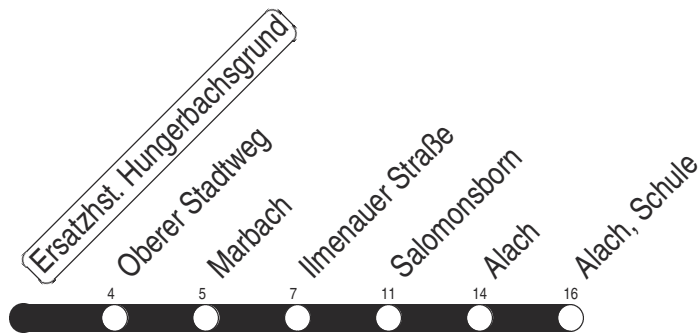 Ersatzhst. Hungerbachsgrund
Oberer Stadtweg
Marbach
Ilmenauer Straße
Salomonsborn
Alach
Alach, Schule
4 5 7 11 14 16